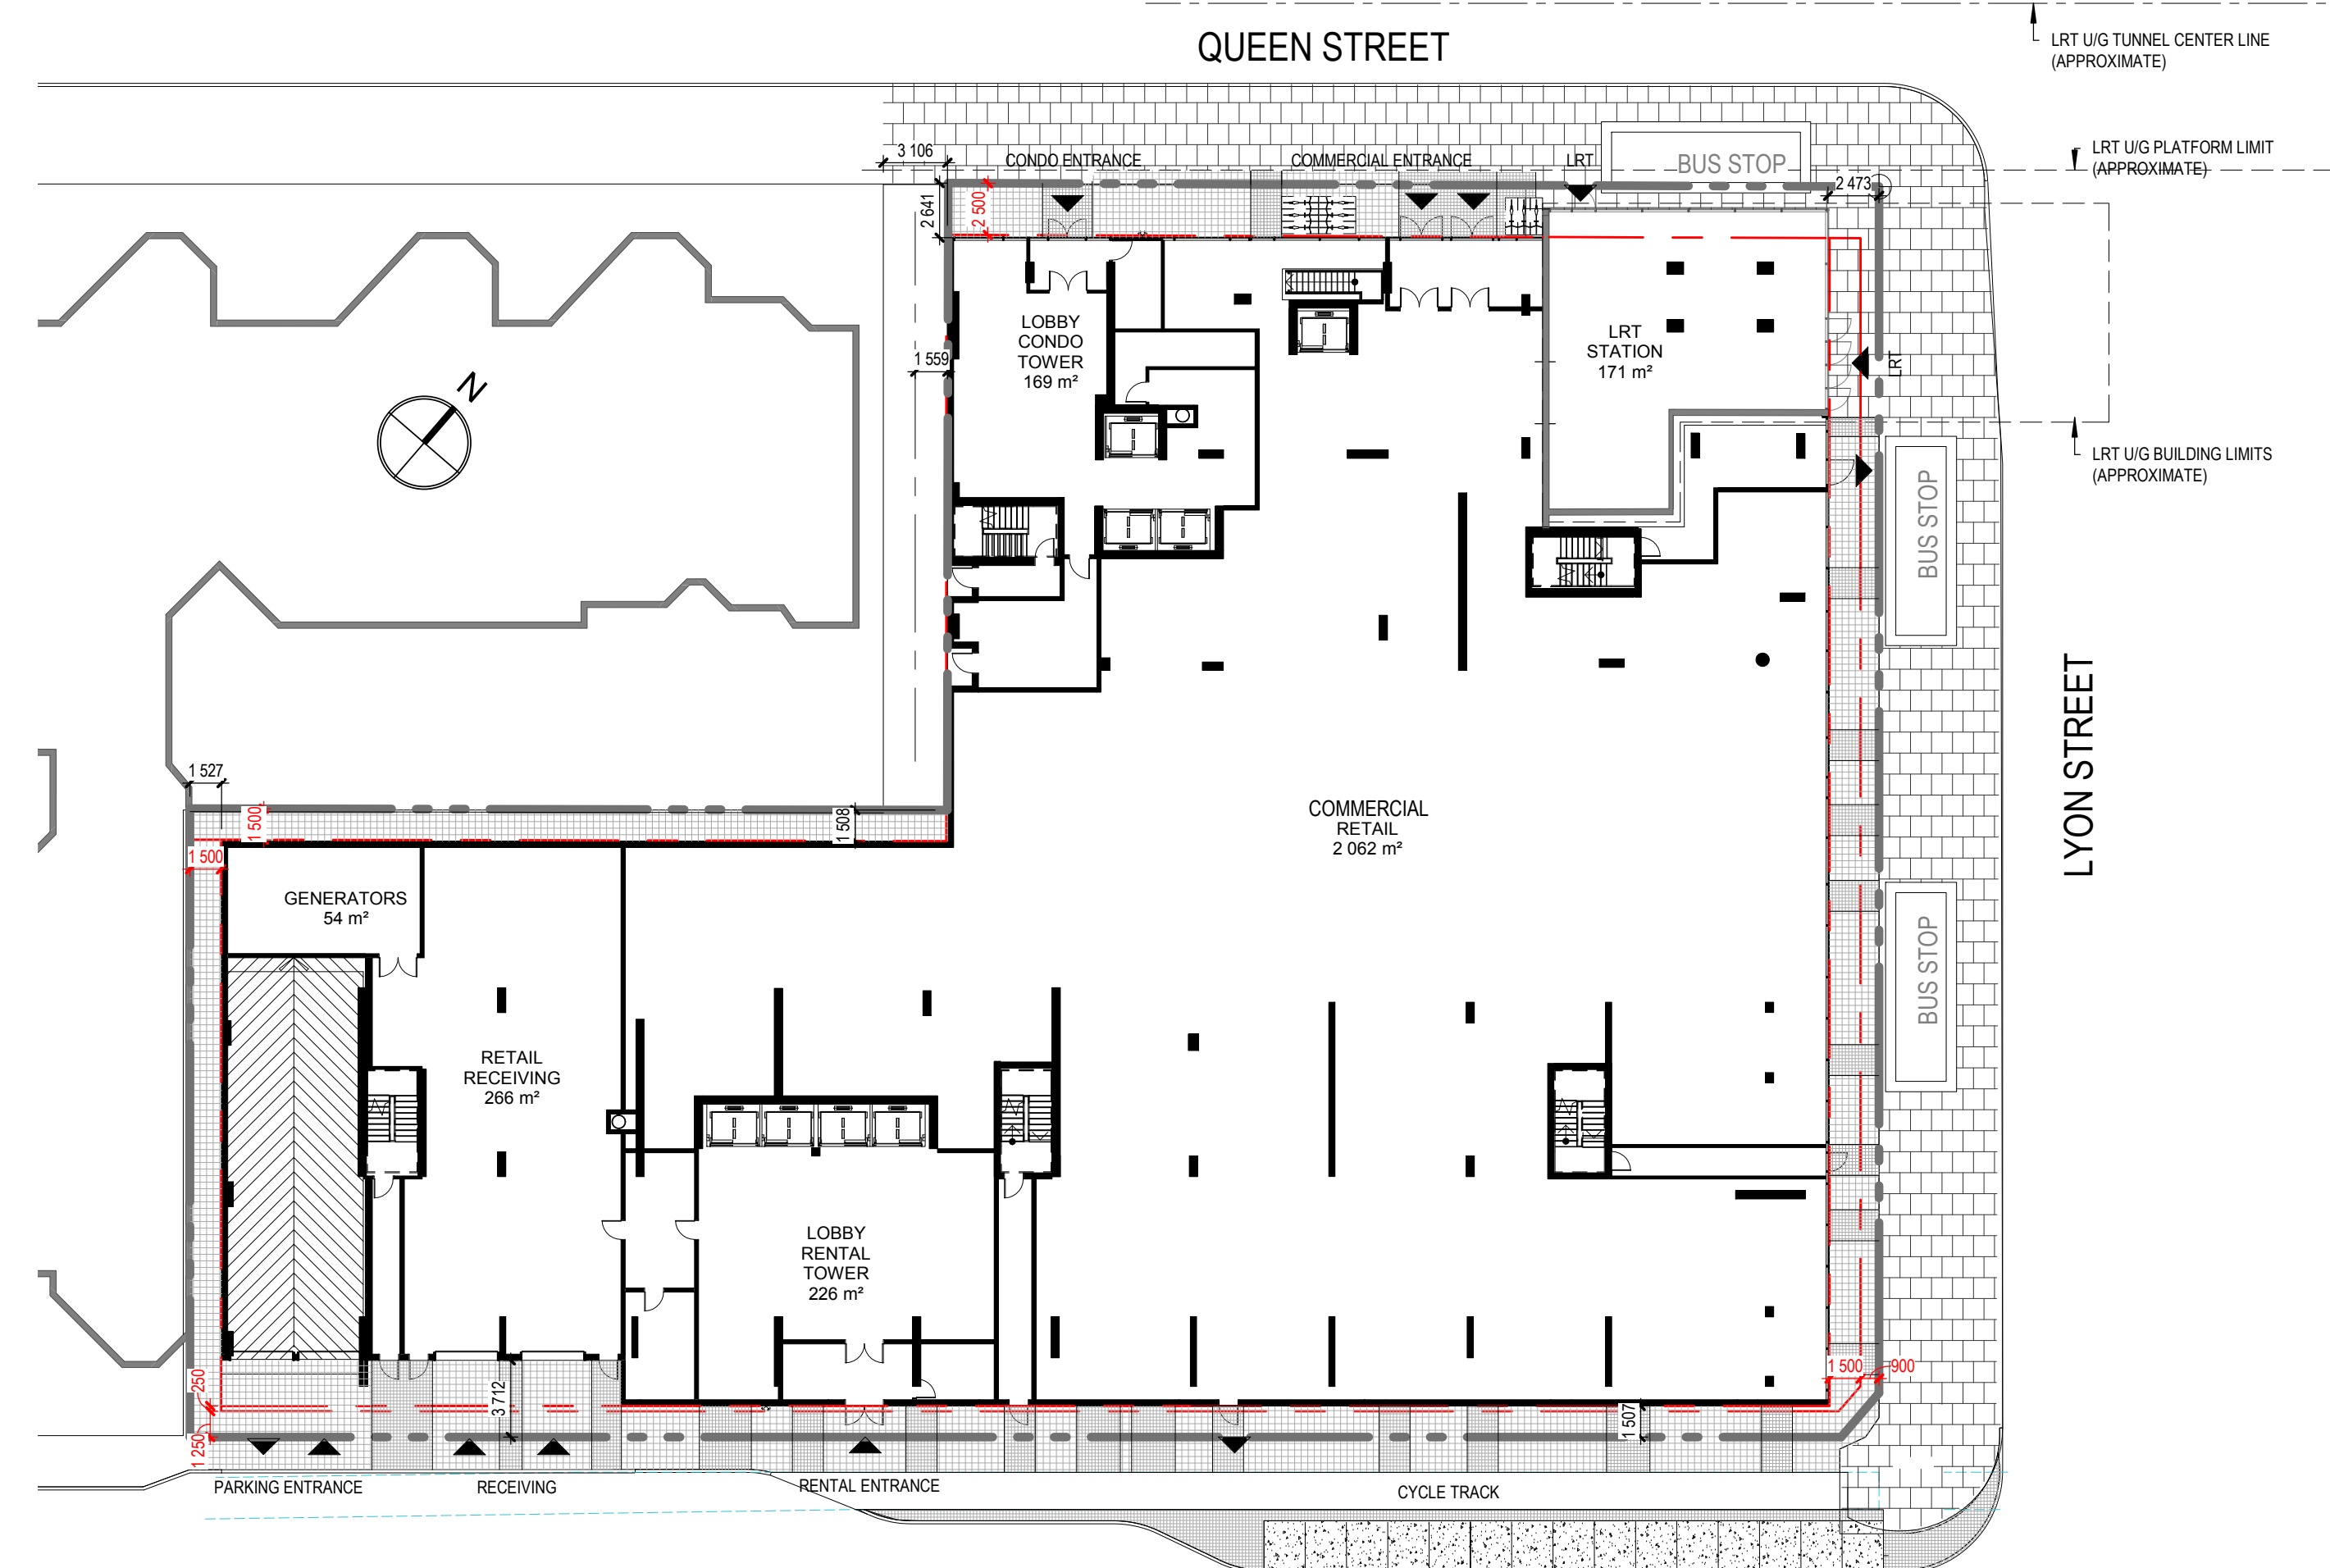 QUEEN STREET
LRT U/G TUNNEL CENTER LINE
(APPROXIMATE)
LRT U/G PLATFORM LIMIT
(APPROXIMATE)
3 106
CONDO ENTRANCE
COMMERCIAL ENTRANCE
LRT
BUS STOP
2 473
2 641
2 500
LOBBY
CONDO
TOWER
169 m²
LRT
STATION
171 m²
LRT
1 559
N
LRT U/G BUILDING LIMITS
(APPROXIMATE)
BUS STOP
LYON STREET
1 527
1 500
1 508
1 500
COMMERCIAL
RETAIL
2 062 m²
GENERATORS
54 m²
BUS STOP
RETAIL
RECEIVING
266 m²
LOBBY
RENTAL
TOWER
226 m²
1 500
900
250
3 712
1 507
1 250
PARKING ENTRANCE
RECEIVING
RENTAL ENTRANCE
CYCLE TRACK